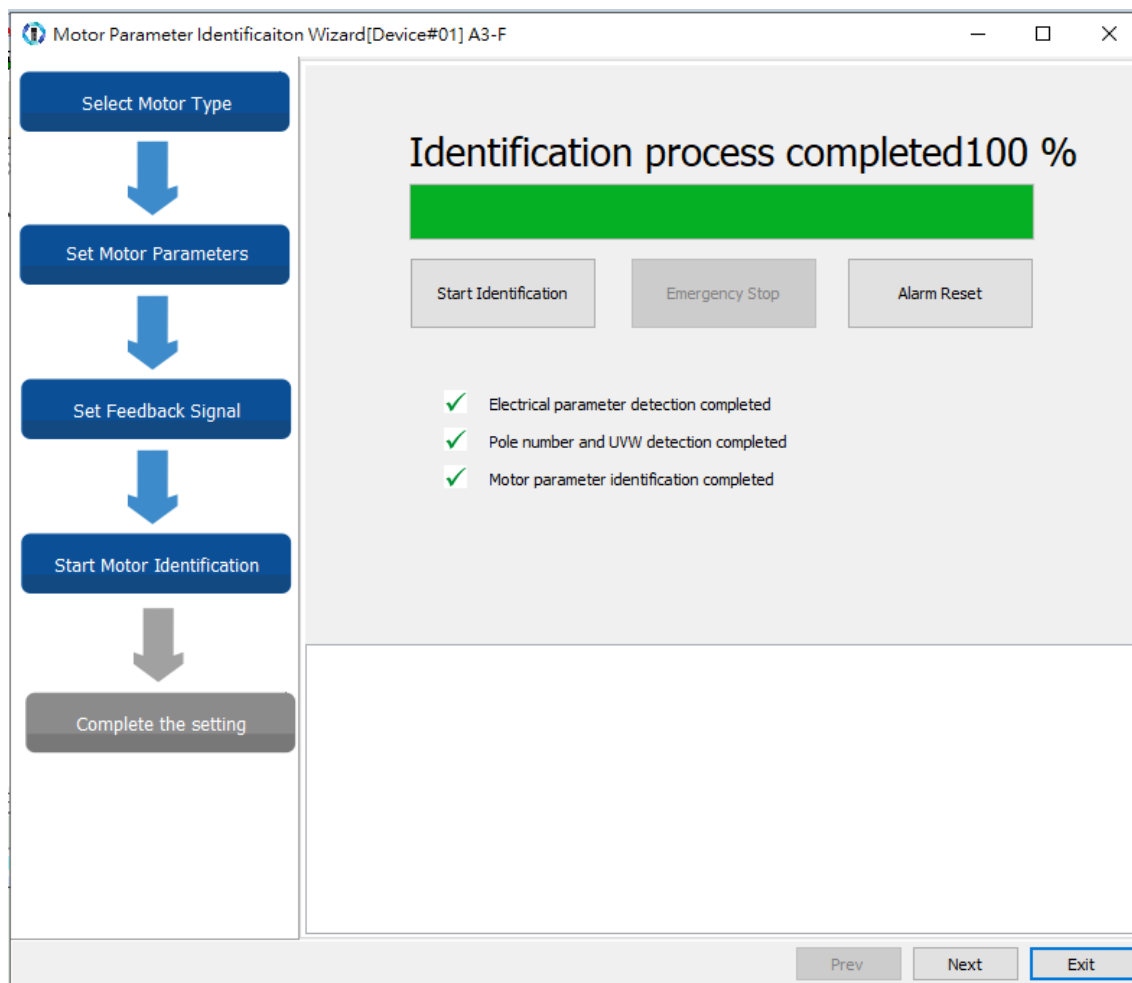 Motor Parameter Identificaiton Wizard[Device#01] A3-F
Select Motor Type
Set Motor Parameters
Set Feedback Signal
Start Motor Identification
Complete the setting
Identification process completed100 %
Start Identification
Emergency Stop
Alarm Reset
Electrical parameter detection completed
Pole number and UVW detection completed
Motor parameter identification completed
Prev
Next
Exit